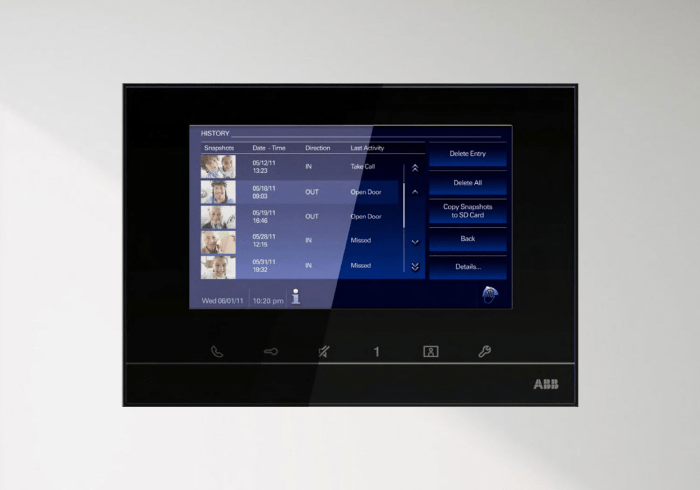 HISTORY
Snapshots Date - Time Direction Last Activity
Delete Entry
05/12/11
13:23
IN Take Call
Delete All
05/18/11
09:03
OUT Open Door
Copy Snapshots
to SD Card
05/19/11
16:46
OUT Open Door
Back
05/28/11
12:16
IN Missed
Details...
05/31/11
19:32
IN Missed
Wed 06/01/11 10:20 pm i
1
ABB